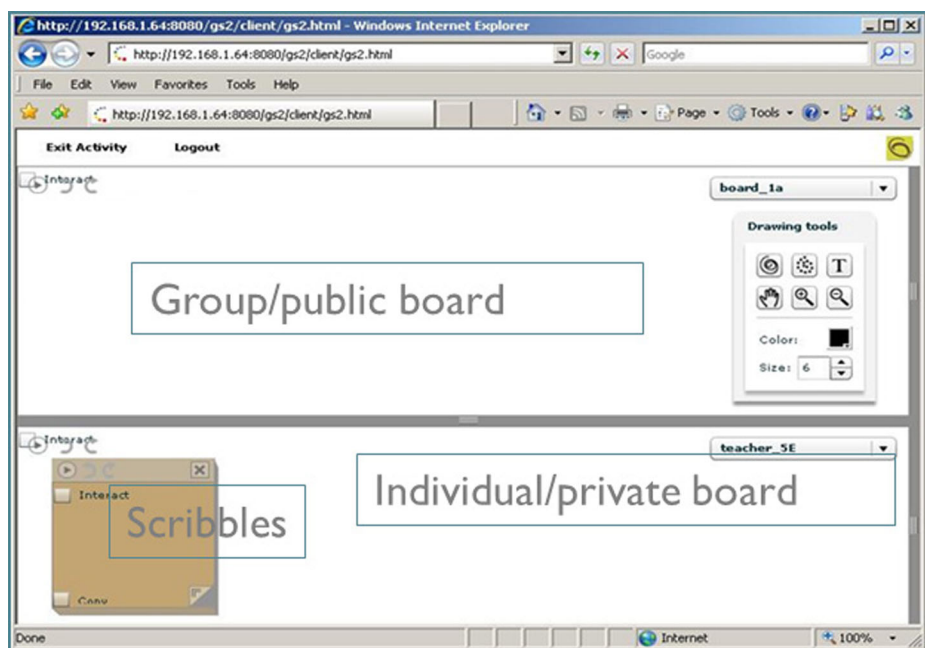 http://192.168.1.64:8080/gs2/client/gs2.html - Windows Internet Explorer
http://192.168.1.64:8080/gs2/client/gs2.html
Google
File Edit View Favorites Tools Help
http://192.168.1.64:8080/gs2/client/gs2.html
Page Tools
Exit Activity Logout
Interact
board_1a
Drawing tools
T
Group/public board
Color:
Size: 6
Interact
teacher_5E
Individual/private board
Interact
Scribbles
Copy
Done
Internet
100%